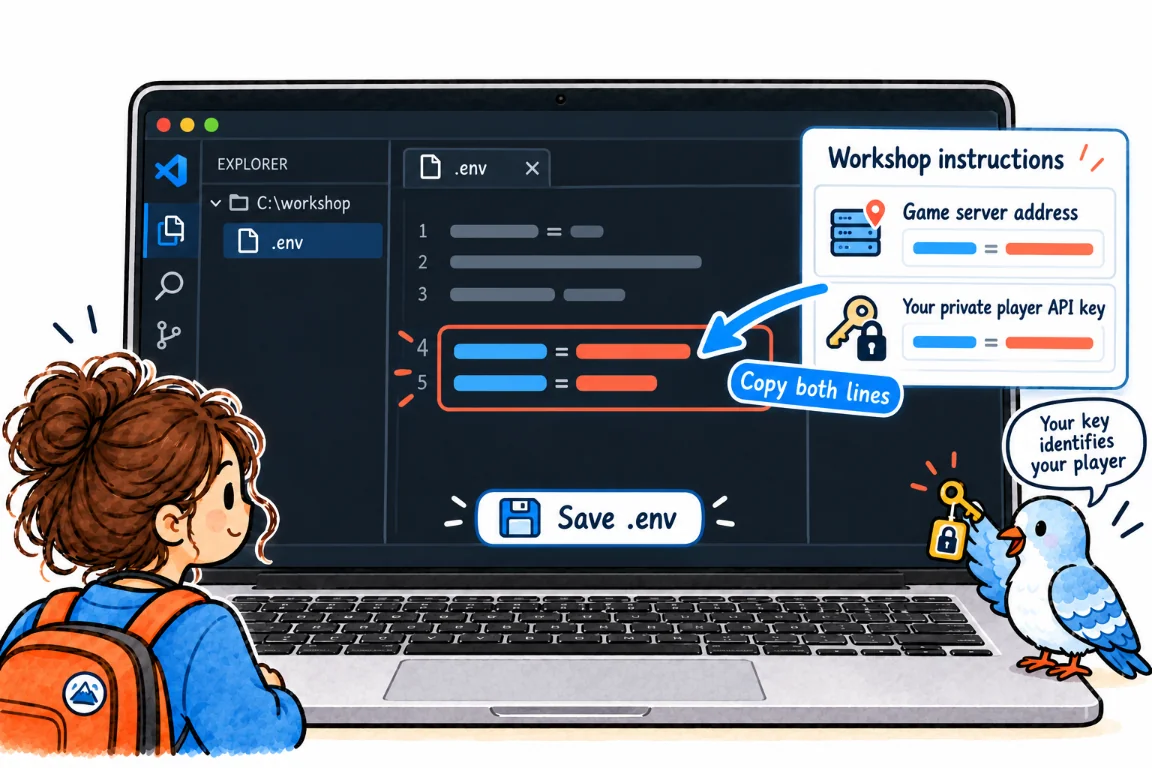 EXPLORER
C:\workshop
.env
.env
1
=
2
3
4
=
5
=
Save .env
Workshop instructions
Game server address
=
Your private player API key
=
Copy both lines
Your key
identifies
your player